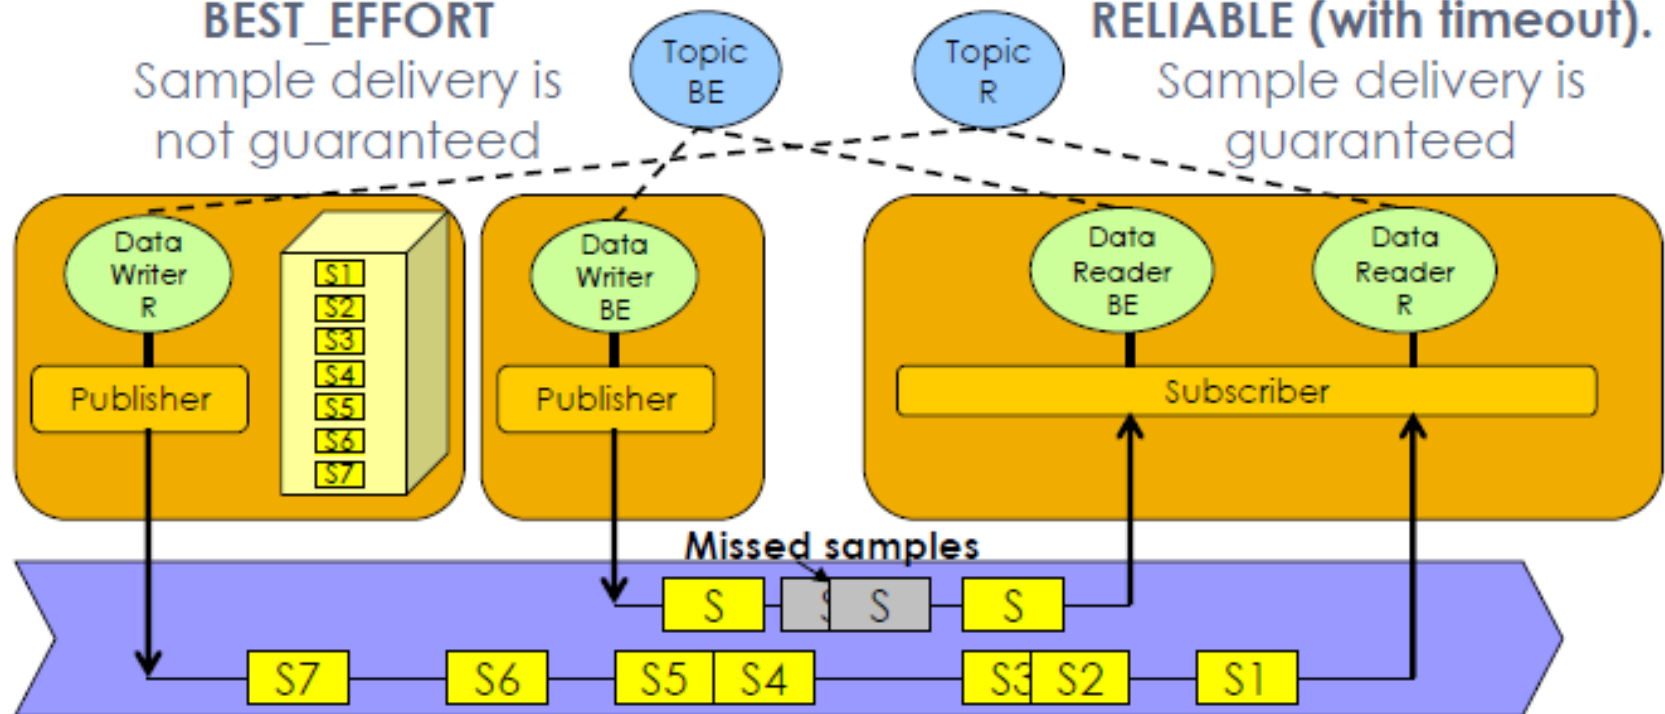 BEST_EFFORT
Sample delivery is
not guaranteed
Topic
BE
Topic
R
RELIABLE (with timeout).
Sample delivery is
guaranteed
Data
Writer
R
S1
S2
S3
S4
S5
S6
S7
Publisher
Data
Writer
BE
Publisher
Data
Reader
BE
Data
Reader
R
Subscriber
Missed samples
S
S
S
S7
S6
S5
S4
S3
S2
S1